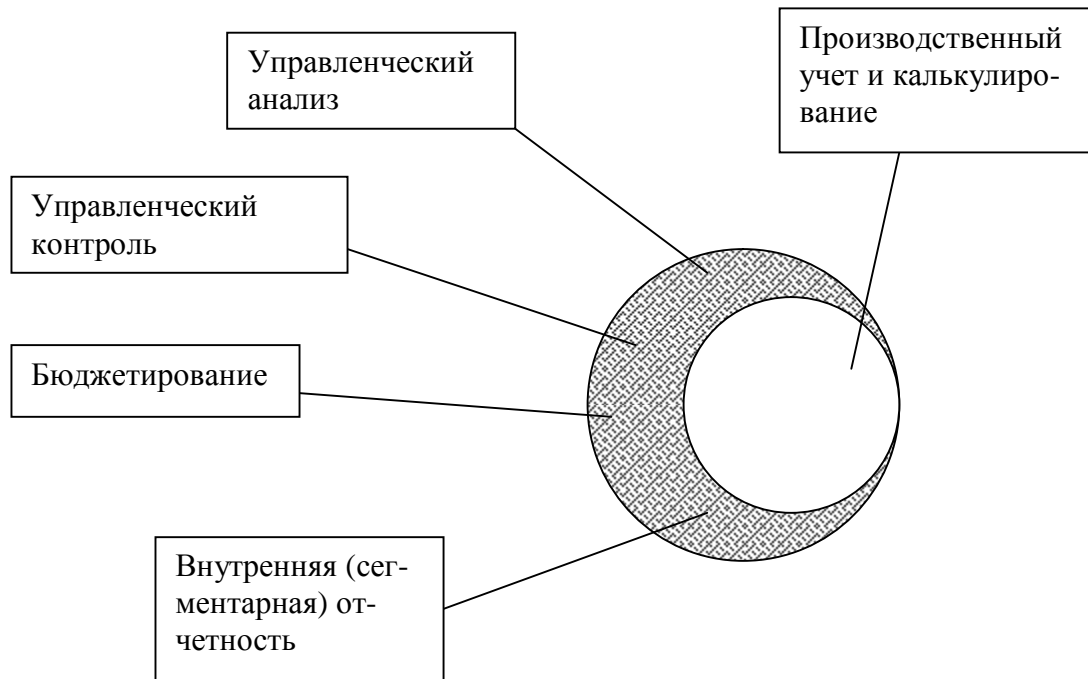 Управленческий
анализ
Производственный
учет и калькулиро-
вание
Управленческий
контроль
Бюджетирование
Внутренняя (сег-
ментарная) от-
четность